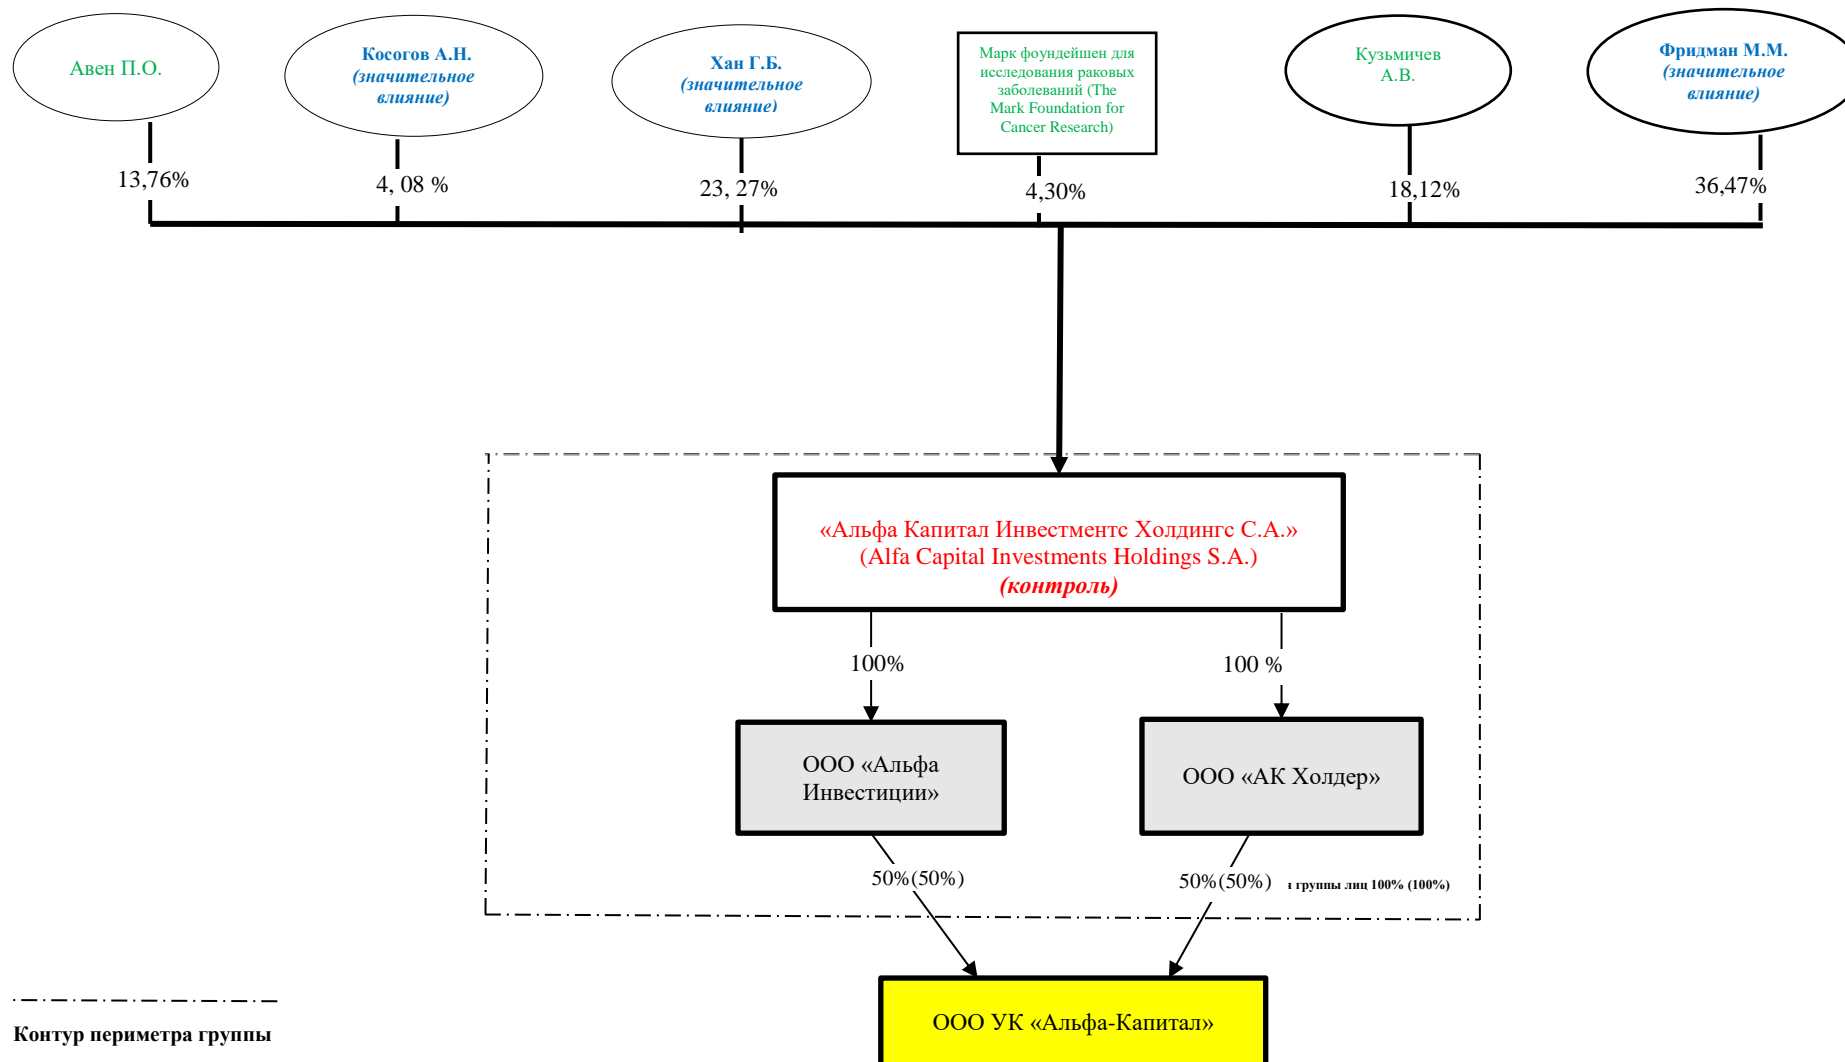 Авен П.О.
Косогов А.Н.
(значительное
влияние)
Хан Г.Б.
(значительное
влияние)
Марк фоундейшен для
исследования раковых
заболеваний (The
Mark Foundation for
Cancer Research)
Кузьмичев
А.В.
Фридман М.М.
(значительное
влияние)
13,76%
4, 08 %
23, 27%
4,30%
18,12%
36,47%
«Альфа Капитал Инвестментс Холдингс С.А.»
(Alfa Capital Investments Holdings S.A.)
(контроль)
100%
100 %
ООО «Альфа
Инвестиции»
ООО «АК Холдер»
50%(50%)
50%(50%)
группы лиц 100% (100%)
ООО УК «Альфа-Капитал»
Контур периметра группы